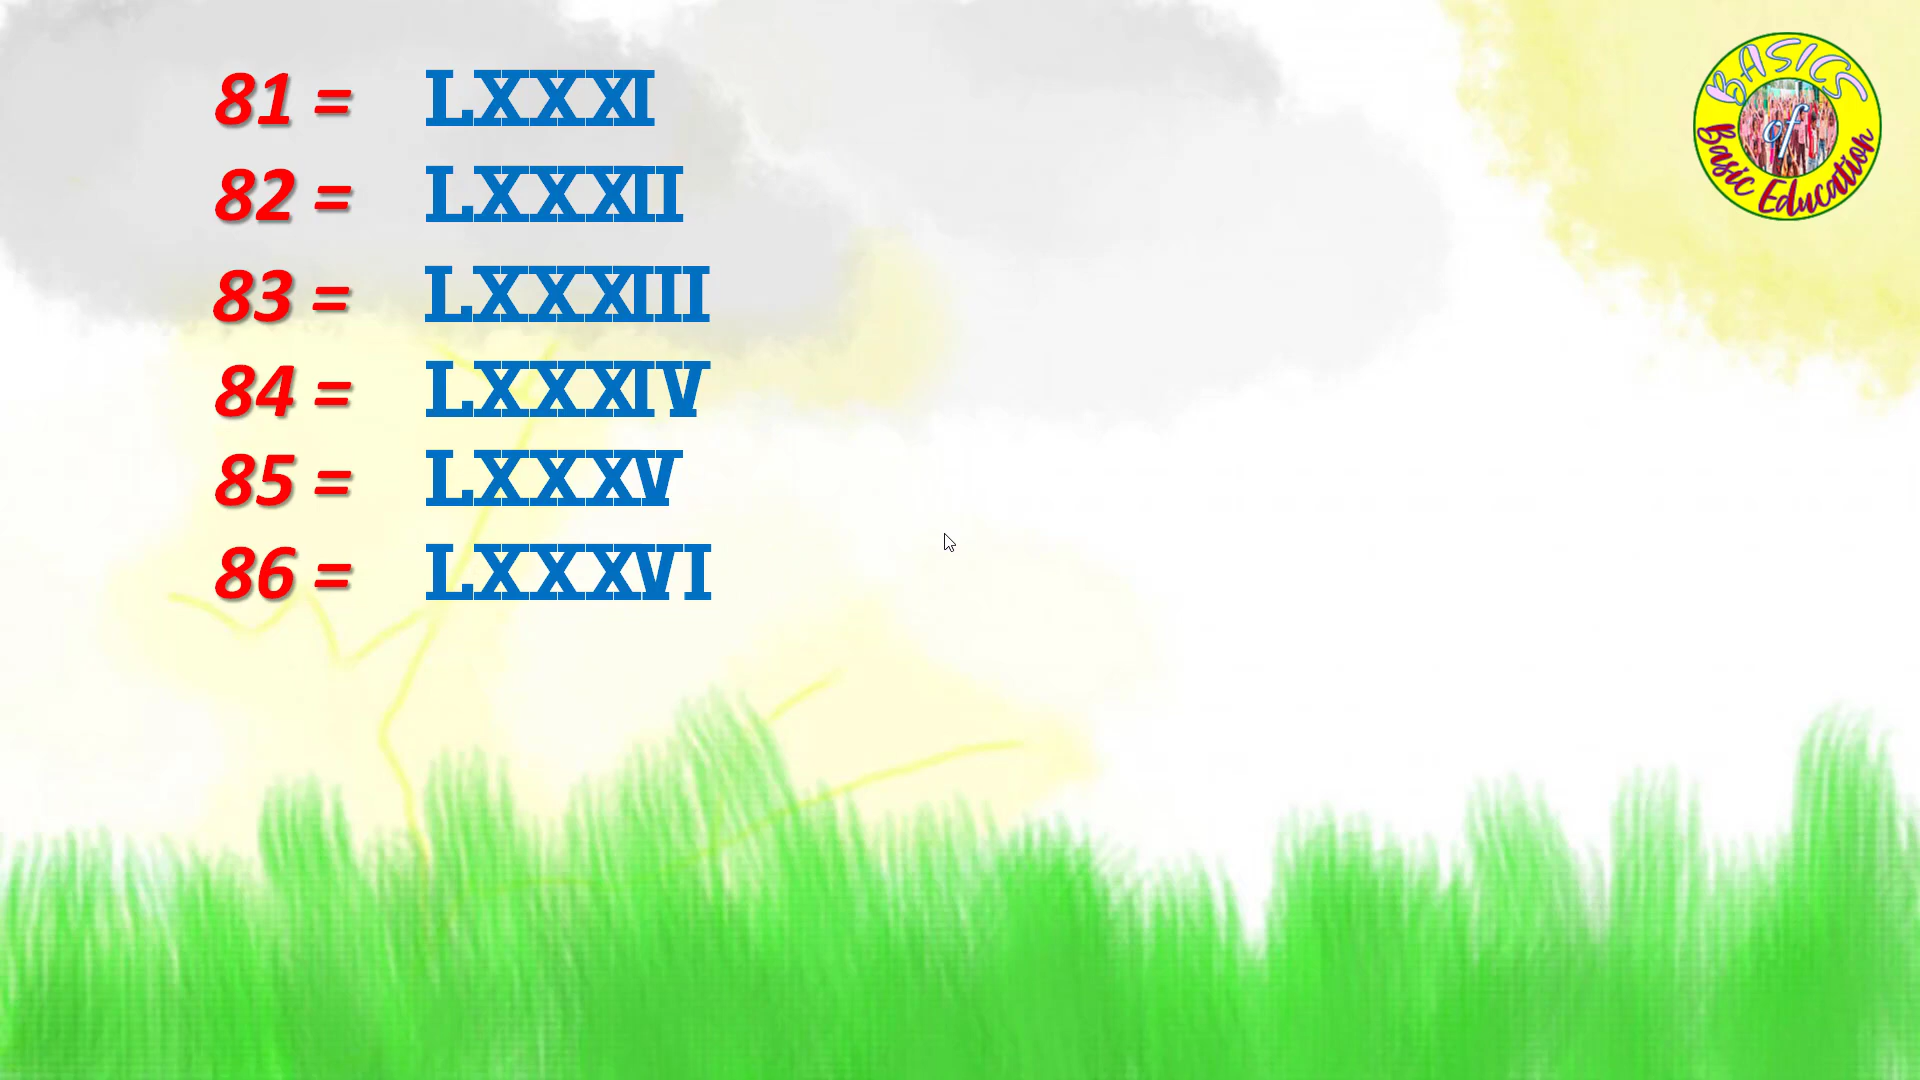 81 = LXXXI
82 = LXXXII
83 = LXXXIII
84 = LXXXIV
85 = LXXXV
86 = LXXXVI
BASICS
of
Basic Education